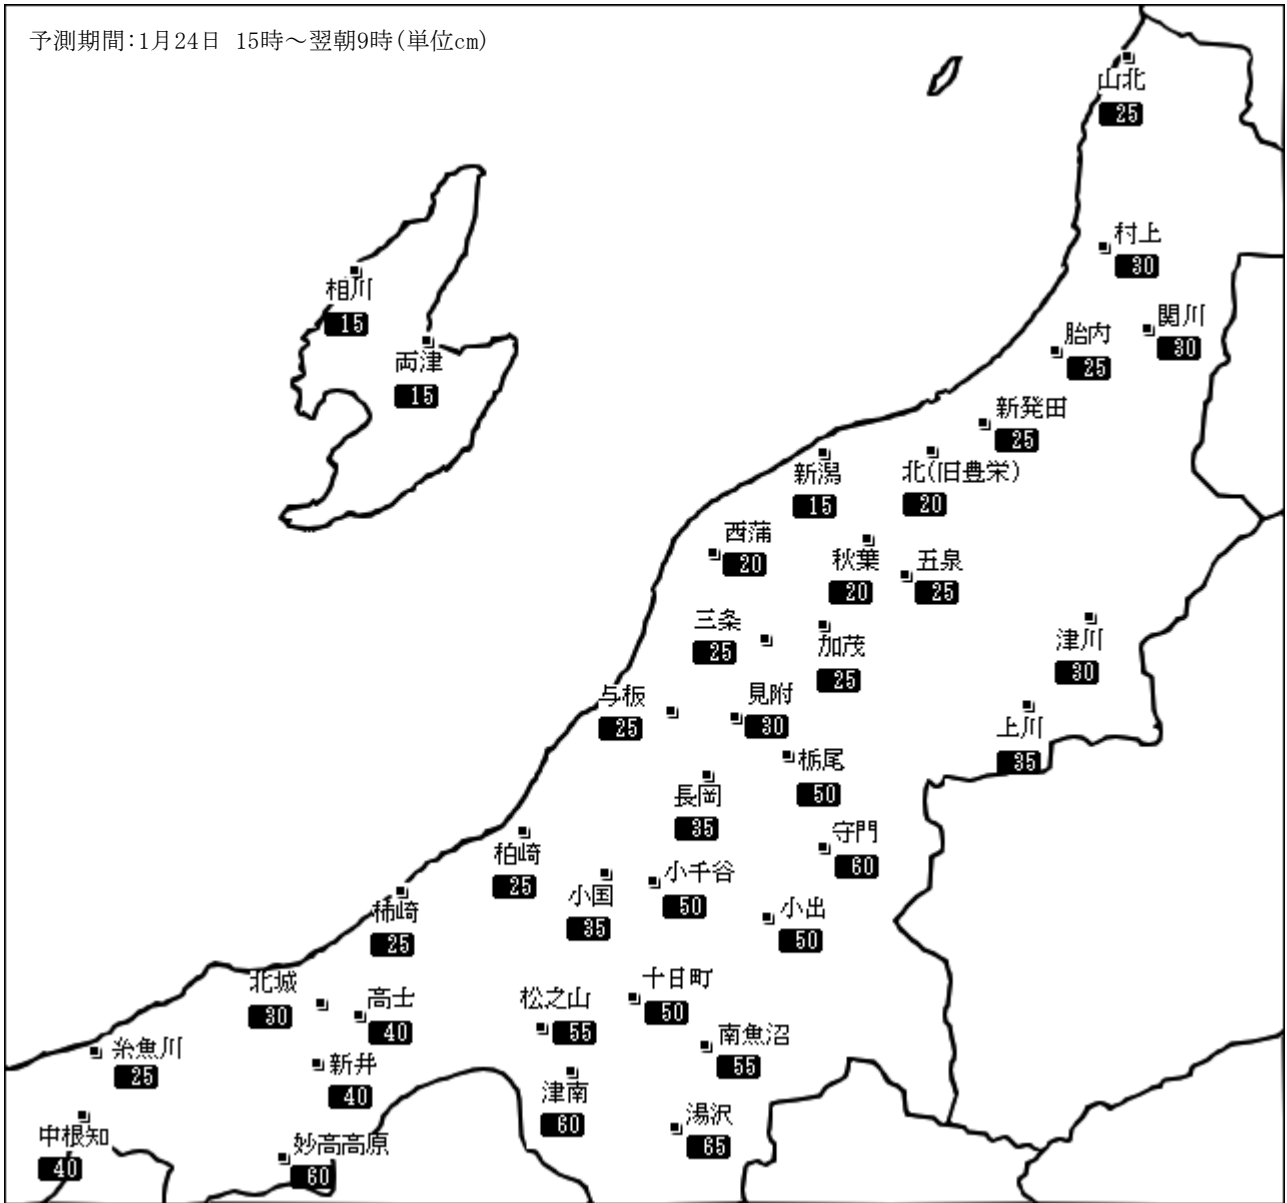 予測期間:1月24日 15時～翌朝9時(単位cm)
山北
25
村上
30
相川
15
関川
30
胎内
25
両津
15
新発田
25
新潟
15
北(旧豊栄)
20
西蒲
20
秋葉
20
五泉
25
三条
25
加茂
25
津川
30
与板
25
見附
30
上川
35
栃尾
50
長岡
35
守門
60
柏崎
25
小千谷
50
小国
35
小出
50
柿崎
25
北城
30
高士
40
松之山
55
十日町
50
南魚沼
55
糸魚川
25
新井
40
津南
60
湯沢
65
中根知
40
妙高高原
60